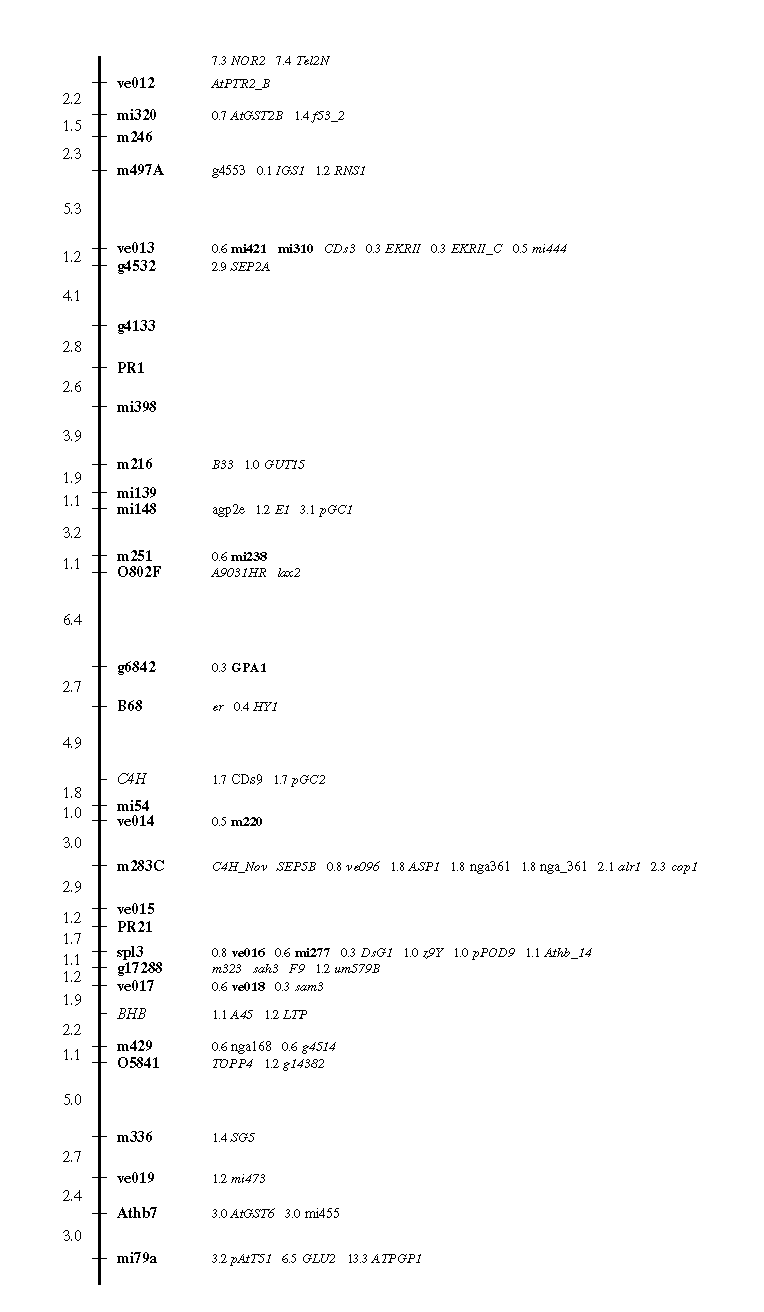 7.3 NOR2 7.4 Tel2N
ve012 AtPTR2_B
2.2
mi320 0.7 AtGST2B 1.4 f53_2
1.5
m246
2.3
m497A g4553 0.1 IGS1 1.2 RNS1
5.3
ve013 0.6 mi421 mi310 CDs3 0.3 EKRII 0.3 EKRII_C 0.5 mi444
1.2
g4532 2.9 SEP2A
4.1
g4133
2.8
PR1
2.6
mi398
3.9
m216 B33 1.0 GUT15
1.9
mi139
1.1
mi148 agp2e 1.2 E1 3.1 pGC1
3.2
m251 0.6 mi238
1.1
O802F A9031HR lax2
6.4
g6842 0.3 GPA1
2.7
B68 er 0.4 HY1
4.9
C4H 1.7 CDs9 1.7 pGC2
1.8
mi54
1.0
ve014 0.5 m220
3.0
m283C C4H_Nov SEP5B 0.8 ve096 1.8 ASP1 1.8 nga361 1.8 nga_361 2.1 alr1 2.3 cop1
2.9
ve015
1.2
PR21
1.7
spl3 0.8 ve016 0.6 mi277 0.3 DsG1 1.0 z9Y 1.0 pPOD9 1.1 Athb_14
1.1
g17288 m323 sah3 F9 1.2 um579B
1.2
ve017 0.6 ve018 0.3 sam3
1.9
BHB 1.1 A45 1.2 LTP
2.2
m429 0.6 nga168 0.6 g4514
1.1
O5841 TOPP4 1.2 g14382
5.0
m336 1.4 SG5
2.7
ve019 1.2 mi473
2.4
Athb7 3.0 AtGST6 3.0 mi455
3.0
mi79a 3.2 pAtT51 6.5 GLU2 13.3 ATPGP1